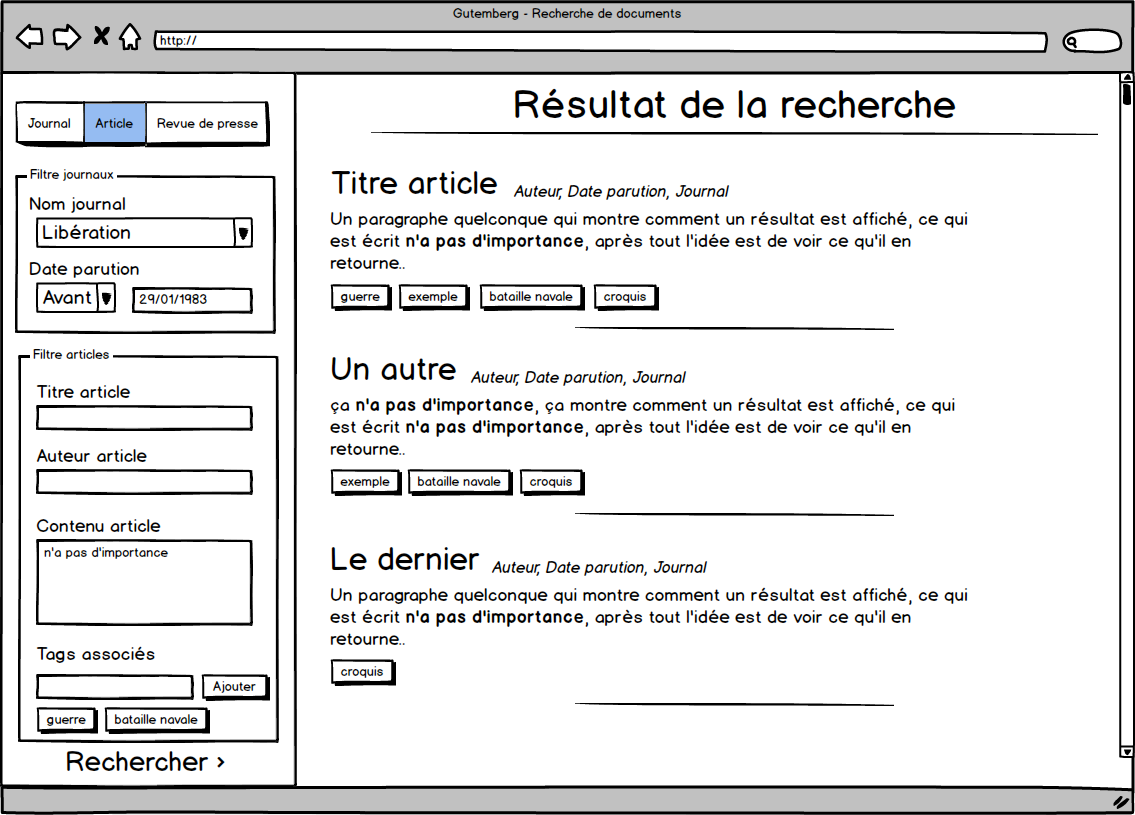 Gutemberg - Recherche de documents
http://
Journal
Article
Revue de presse
Filtre journaux
Nom journal
Libération
Date parution
Avant
29/01/1983
Filtre articles
Titre article
Auteur article
Contenu article
n'a pas d'importance
Tags associés
Ajouter
guerre
bataille navale
Rechercher >
Résultat de la recherche
Titre article
Auteur, Date parution, Journal
Un paragraphe quelconque qui montre comment un résultat est affiché, ce qui
est écrit n'a pas d'importance, après tout l'idée est de voir ce qu'il en
retourne..
guerre
exemple
bataille navale
croquis
Un autre
Auteur, Date parution, Journal
ça n'a pas d'importance, ça montre comment un résultat est affiché, ce qui
est écrit n'a pas d'importance, après tout l'idée est de voir ce qu'il en
retourne..
exemple
bataille navale
croquis
Le dernier
Auteur, Date parution, Journal
Un paragraphe quelconque qui montre comment un résultat est affiché, ce qui
est écrit n'a pas d'importance, après tout l'idée est de voir ce qu'il en
retourne..
croquis